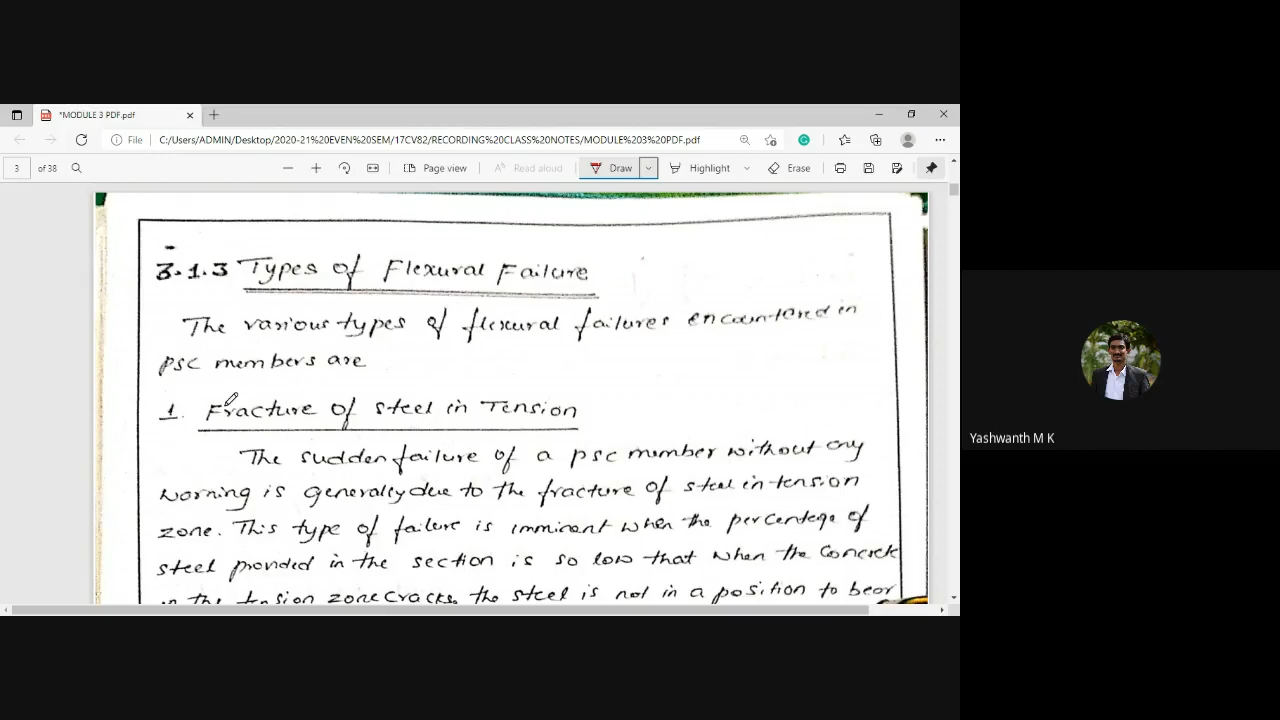 *MODULE 3 PDF.pdf
File C:/Users/ADMIN/Desktop/2020-21%20EVEN%20SEM/17CV82/RECORDING%20CLASS%20NOTES/MODULE%203%20PDF.pdf
3 of 38 Page view Read aloud Draw Highlight Erase
3.1.3 Types of Flexural Failure
The various types of flexural failures encountered in
PSC members are
1. Fracture of steel in Tension
The sudden failure of a psc member without any
warning is generally due to the fracture of steel in tension
zone. This type of failure is imminent when the percentage of
steel provided in the section is so low that when the concrete
in the tension zone cracks, the steel is not in a position to bear
Yashwanth M K